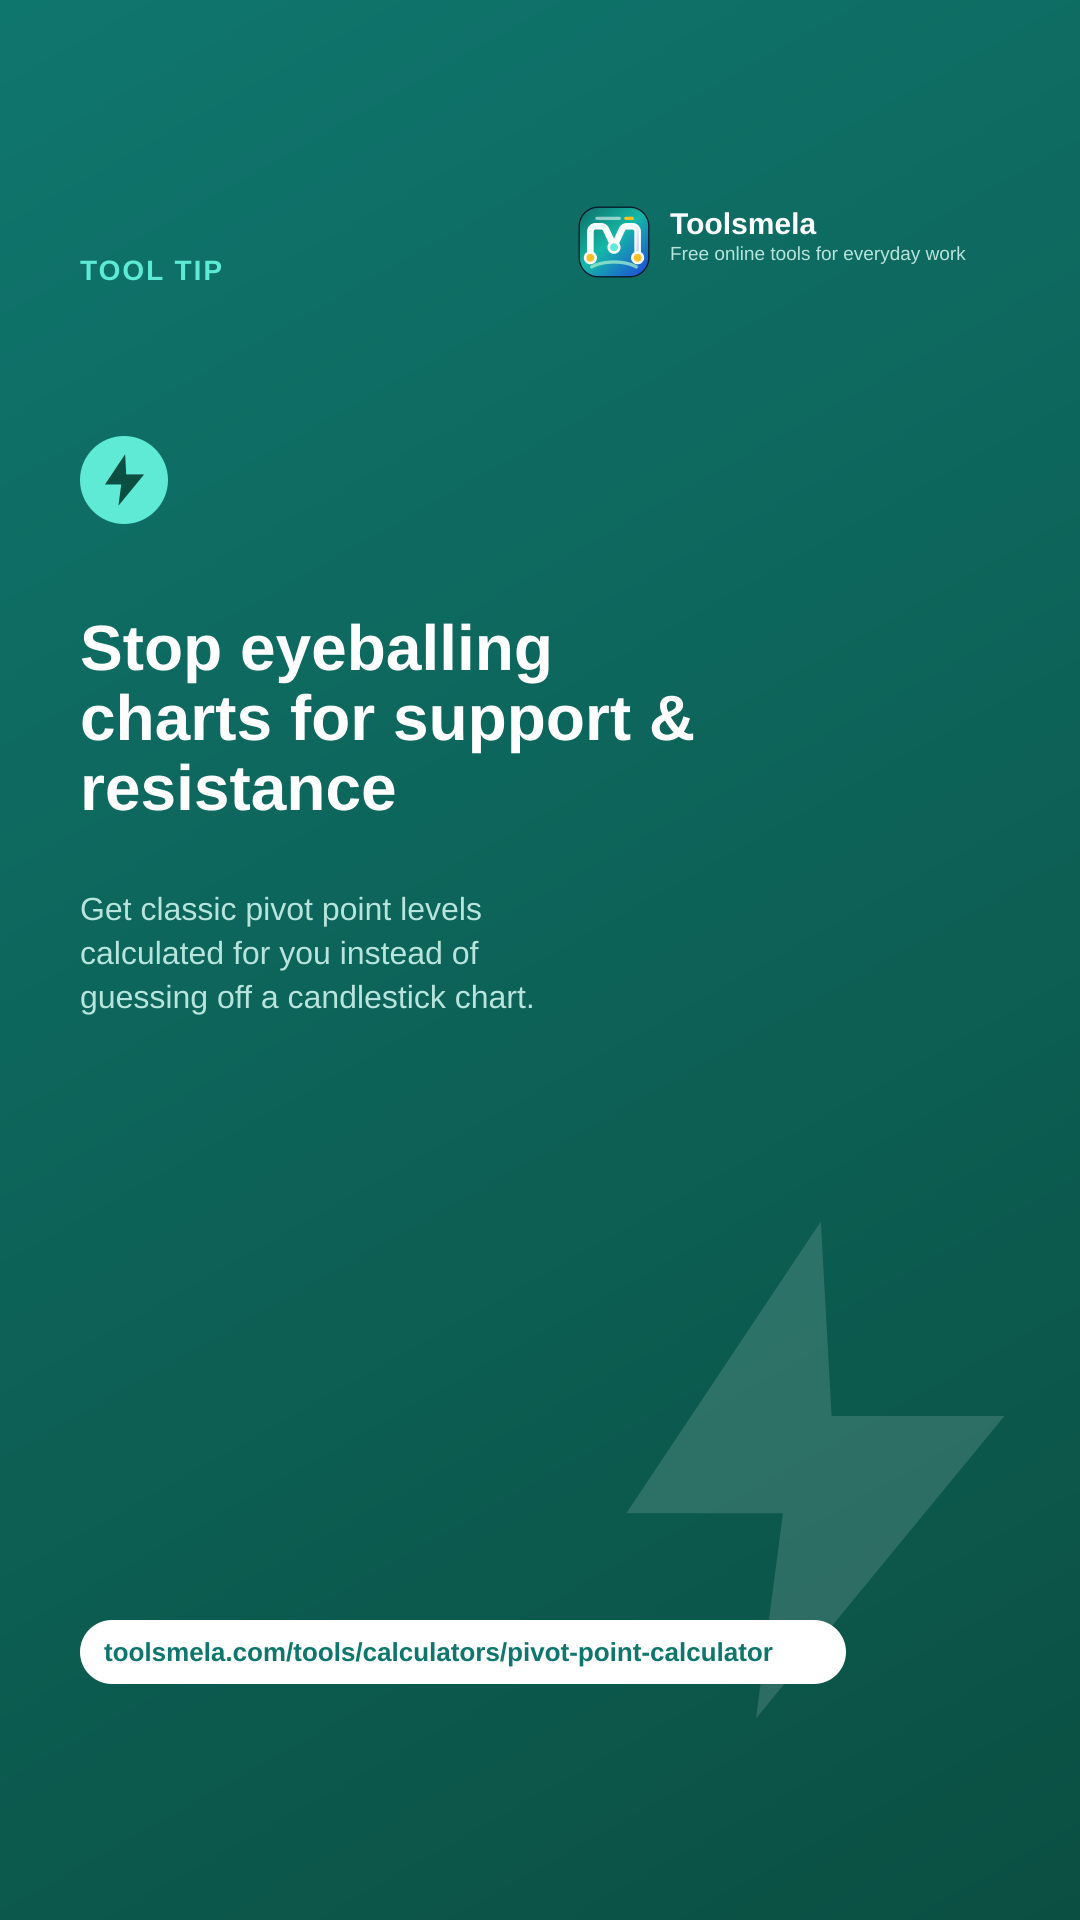 Toolsmela
Free online tools for everyday work
TOOL TIP
Stop eyeballing
charts for support &
resistance
Get classic pivot point levels
calculated for you instead of
guessing off a candlestick chart.
toolsmela.com/tools/calculators/pivot-point-calculator